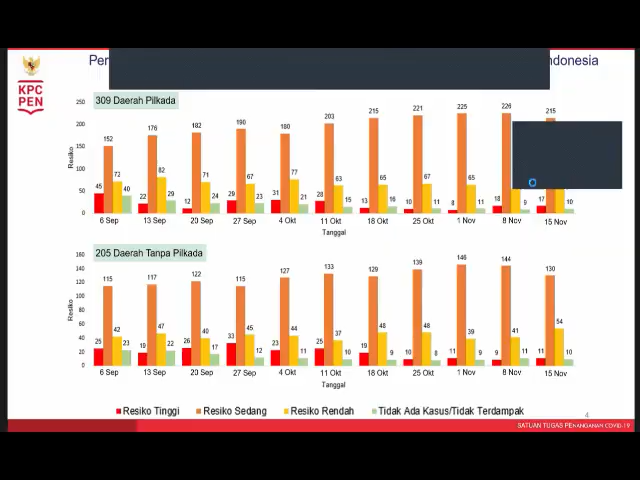 KPC
PEN
ndonesia
309 Daerah Pilkada
Resiko
250
200
150
100
50
0
45 152 72 40
22 176 82 29
12 182 71 24
29 190 67 23
31 180 77 21
28 203 63 15
13 215 65 16
10 221 67 11
8 225 65 11
18 226 9
17 215 10
6 Sep 13 Sep 20 Sep 27 Sep 4 Okt 11 Okt 18 Okt 25 Okt 1 Nov 8 Nov 15 Nov
Tanggal
205 Daerah Tanpa Pilkada
Resiko
160
140
120
100
80
60
40
20
0
25 115 42 23
19 117 47 22
26 122 40 17
33 115 45 12
23 127 44 11
25 133 37 10
19 129 48 9
10 139 48 8
11 146 39 9
9 144 41 11
11 130 54 10
6 Sep 13 Sep 20 Sep 27 Sep 4 Okt 11 Okt 18 Okt 25 Okt 1 Nov 8 Nov 15 Nov
Tanggal
Resiko Tinggi Resiko Sedang Resiko Rendah Tidak Ada Kasus/Tidak Terdampak
4
SATUAN TUGAS PENANGANAN COVID-19